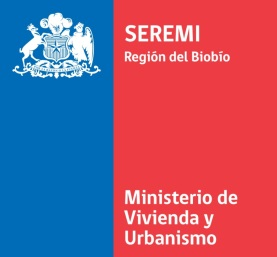 SEREMI
Región del Biobío
Ministerio de
Vivienda y
Urbanismo